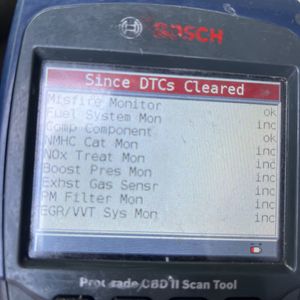 BOSCH
Since DTCs Cleared
Misfire Monitor ok
Fuel System Mon inc
Comp Component ok
NMHC Cat Mon inc
NOx Treat Mon inc
Boost Pres Mon inc
Exhst Gas Sensr inc
PM Filter Mon inc
EGR/VVT Sys Mon inc
OBD II Scan Tool